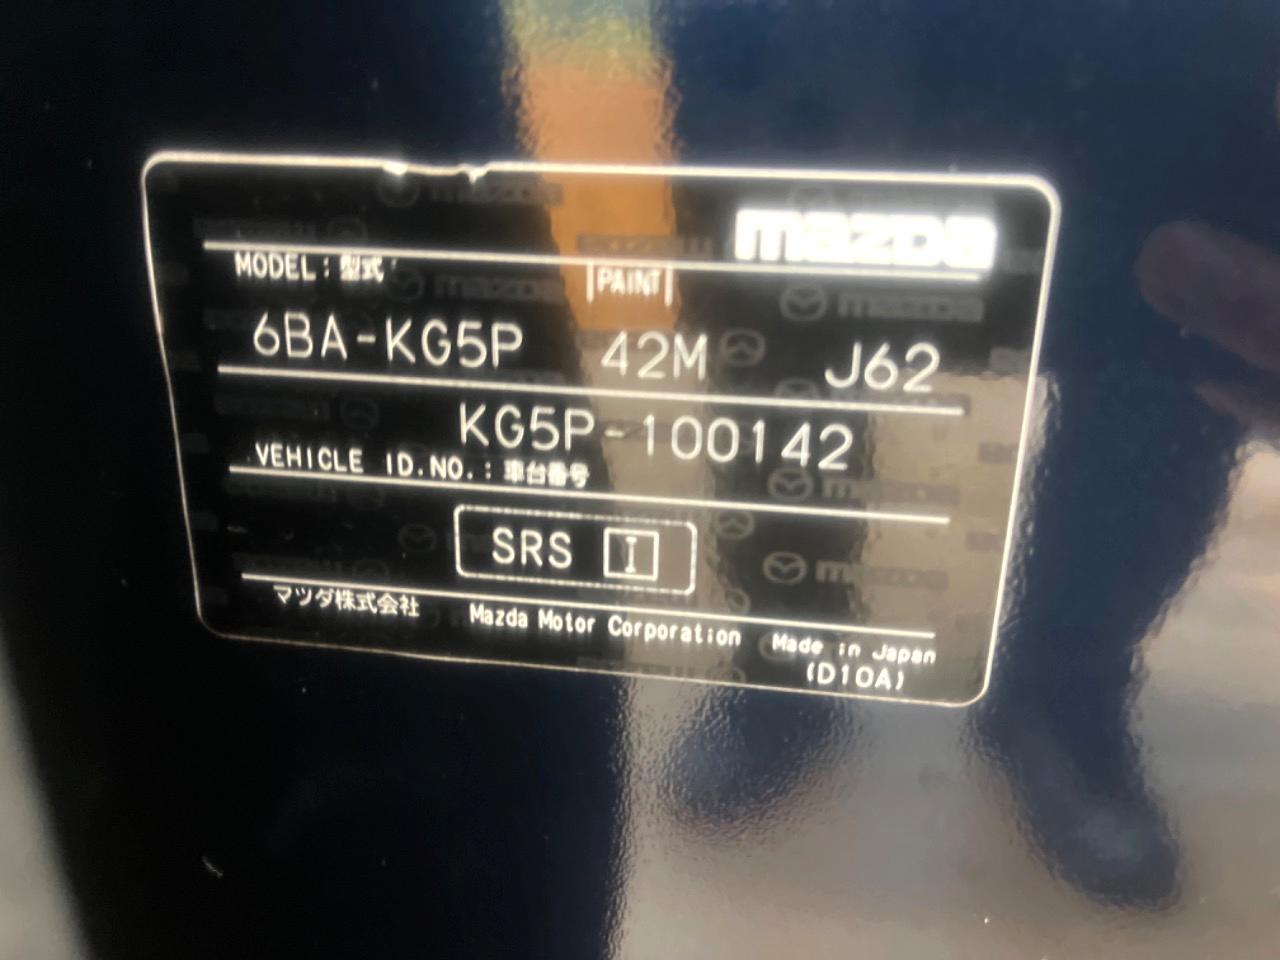 mazda
MODEL : 型式
PAINT
6BA-KG5P 42M J62
KG5P-100142
VEHICLE ID.NO. : 車台番号
SRS I
マツダ株式会社 Mazda Motor Corporation Made in Japan
(D10A)